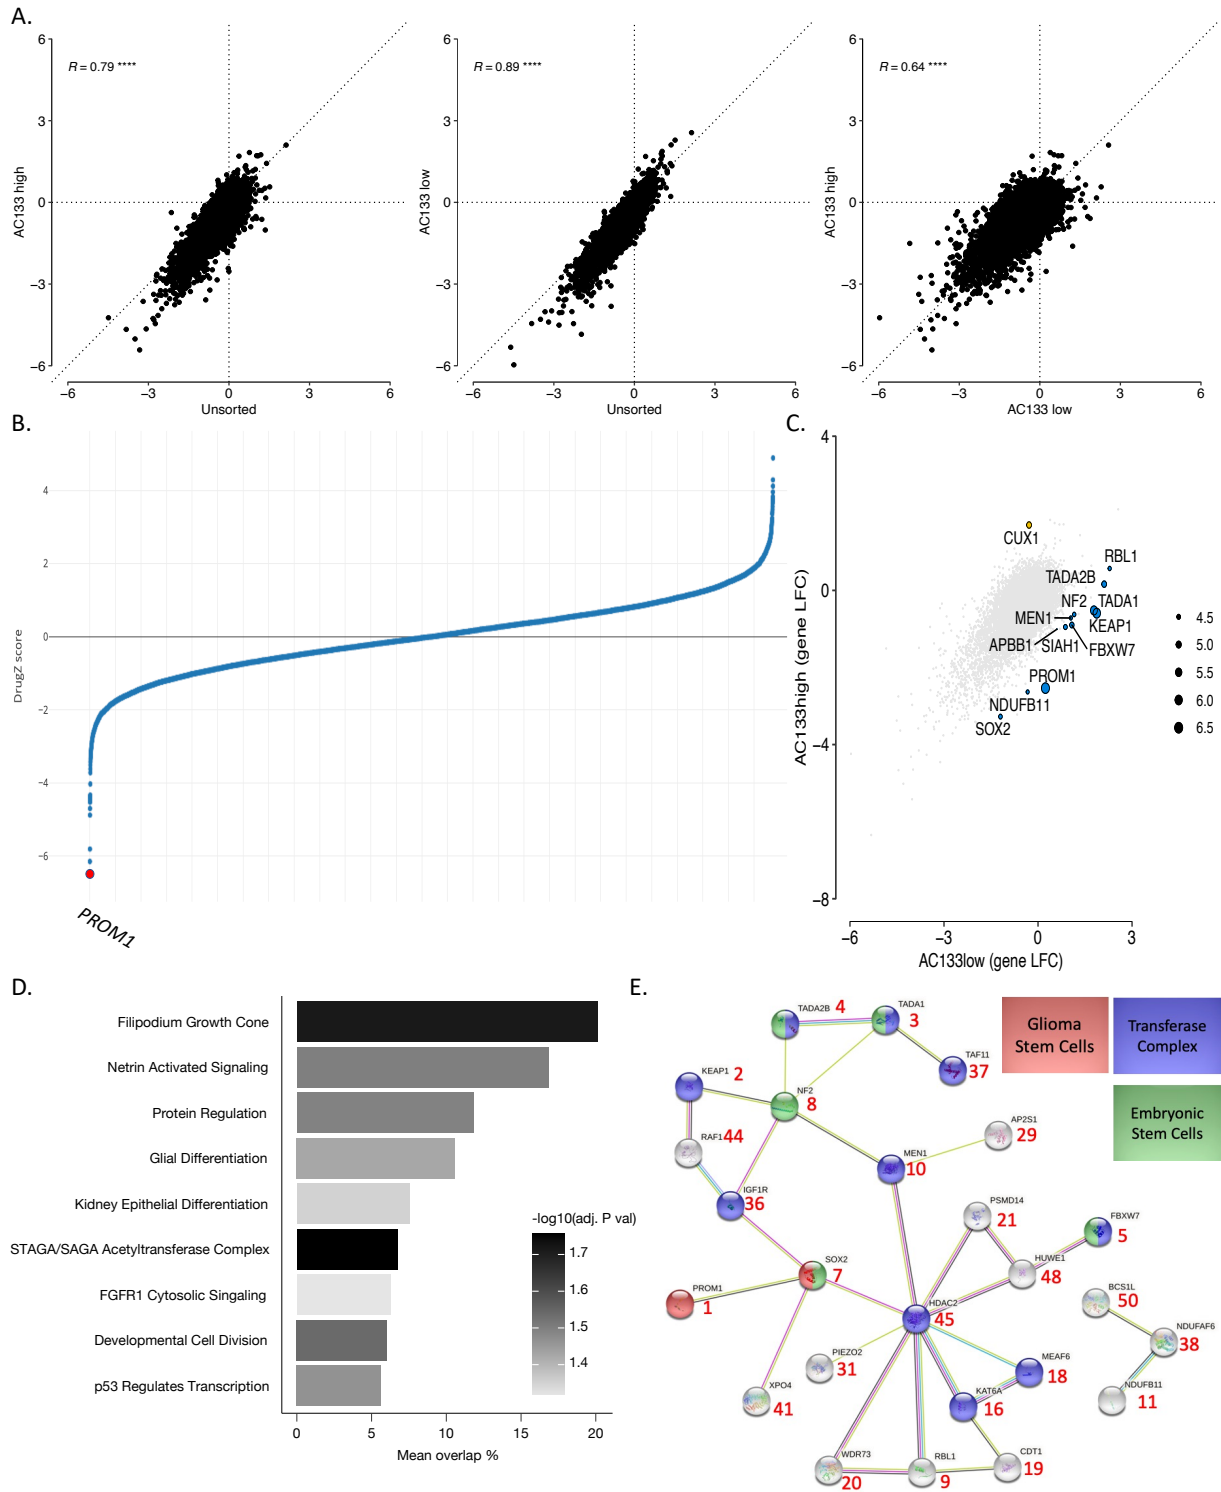 A.
6
3
0
−3
−6
−6 −3 0 3 6
R = 0.79 ****
AC133 high
Unsorted
6
3
0
−3
−6
−6 −3 0 3 6
R = 0.89 ****
AC133 low
Unsorted
6
3
0
−3
−6
−6 −3 0 3 6
R = 0.64 ****
AC133 high
AC133 low
B.
4
2
0
−2
−4
−6
DrugZ score
PROM1
C.
4
0
−4
−8
−6 −3 0 3
AC133high (gene LFC)
AC133low (gene LFC)
CUX1
RBL1
TADA2B
NF2
TADA1
MEN1
KEAP1
APBB1
SIAH1
FBXW7
PROM1
NDUFB11
SOX2
4.5
5.0
5.5
6.0
6.5
D.
Filipodium Growth Cone
Netrin Activated Signaling
Protein Regulation
Glial Differentiation
Kidney Epithelial Differentiation
STAGA/SAGA Acetyltransferase Complex
FGFR1 Cytosolic Singaling
Developmental Cell Division
p53 Regulates Transcription
0 5 10 15 20
Mean overlap %
-log10(adj. P val)
1.7
1.6
1.5
1.4
E.
Glioma
Stem Cells
Transferase
Complex
Embryonic
Stem Cells
TADA2B 4
TADA1
3
TAF11
37
KEAP1 2
NF2
8
RAF1 44
AP2S1
29
MEN1
10
IGF1R
36
PSMD14
21
FBXW7
5
SOX2
7
HUWE1
48
PROM1
1
BCS1L
50
HDAC2
45
NDUFAF6
38
PIEZO2
31
MEAF6
18
XPO4
41
KAT6A
16
NDUFB11
11
WDR73
20
RBL1
9
CDT1
19